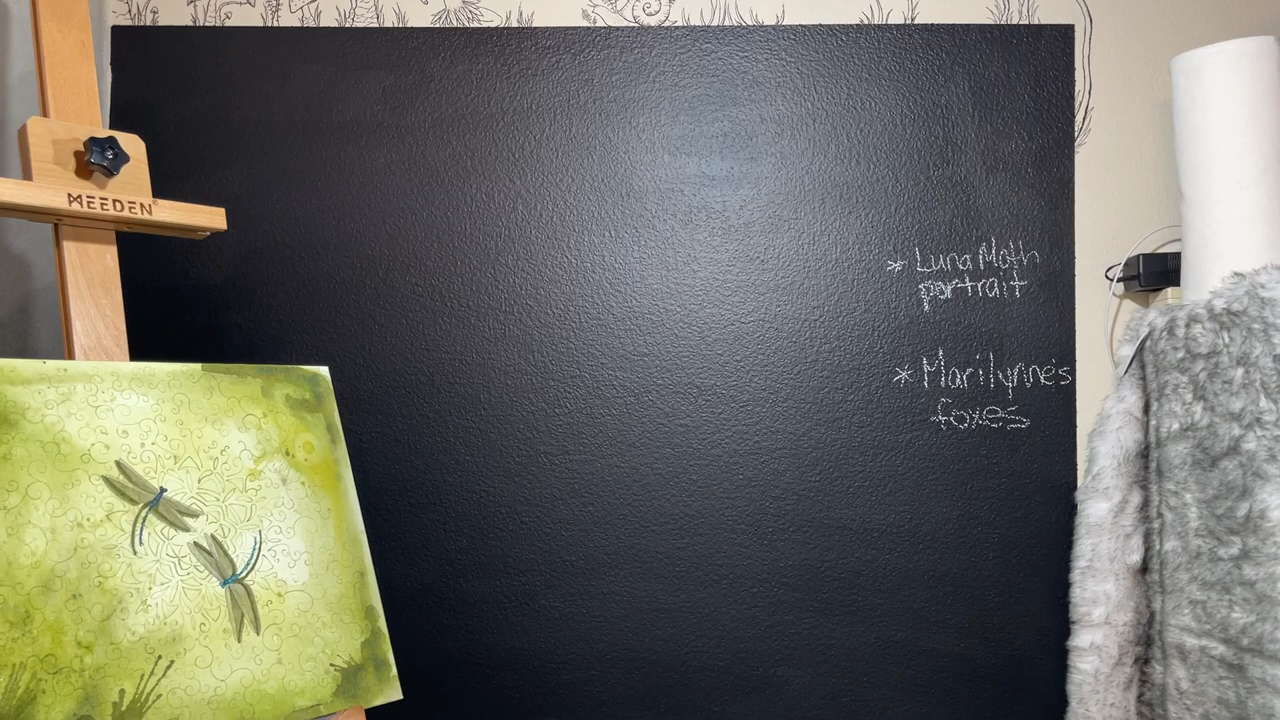 MEEDEN
* Luna Moth
portrait
* Marilynne's
foxes